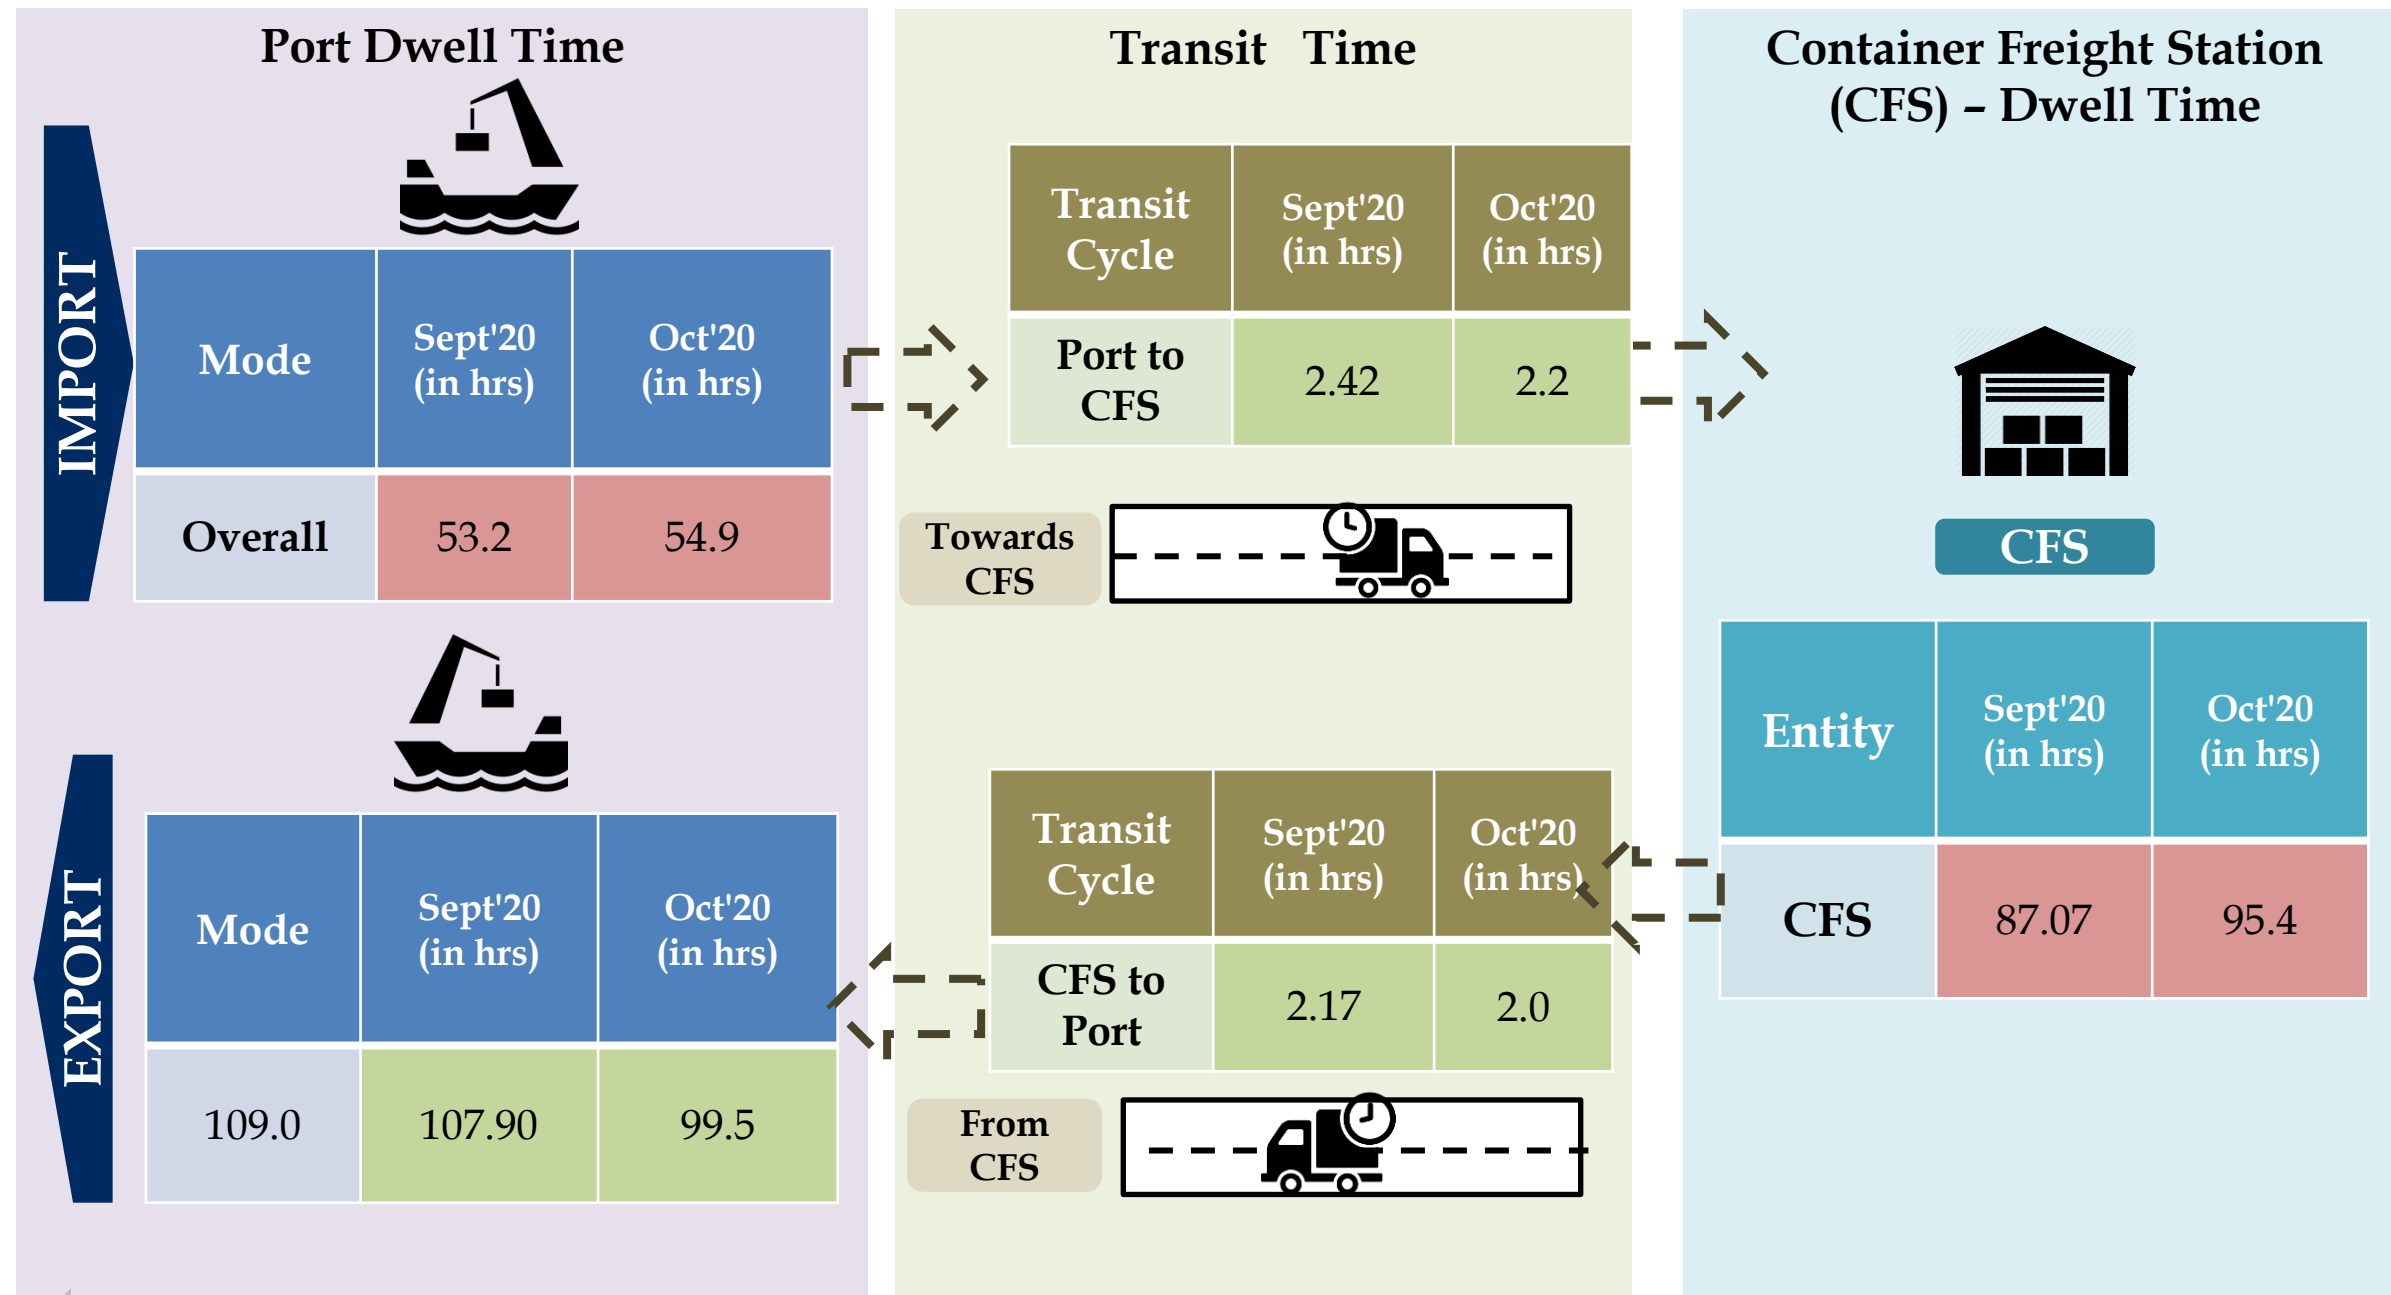 Port Dwell Time
IMPORT
Mode
Sept'20
(in hrs)
Oct'20
(in hrs)
Overall
53.2
54.9
EXPORT
Mode
Sept'20
(in hrs)
Oct'20
(in hrs)
109.0
107.90
99.5
Transit Time
Transit
Cycle
Sept'20
(in hrs)
Oct'20
(in hrs)
Port to
CFS
2.42
2.2
Towards
CFS
Transit
Cycle
Sept'20
(in hrs)
Oct'20
(in hrs)
CFS to
Port
2.17
2.0
From
CFS
Container Freight Station
(CFS) – Dwell Time
CFS
Entity
Sept'20
(in hrs)
Oct'20
(in hrs)
CFS
87.07
95.4